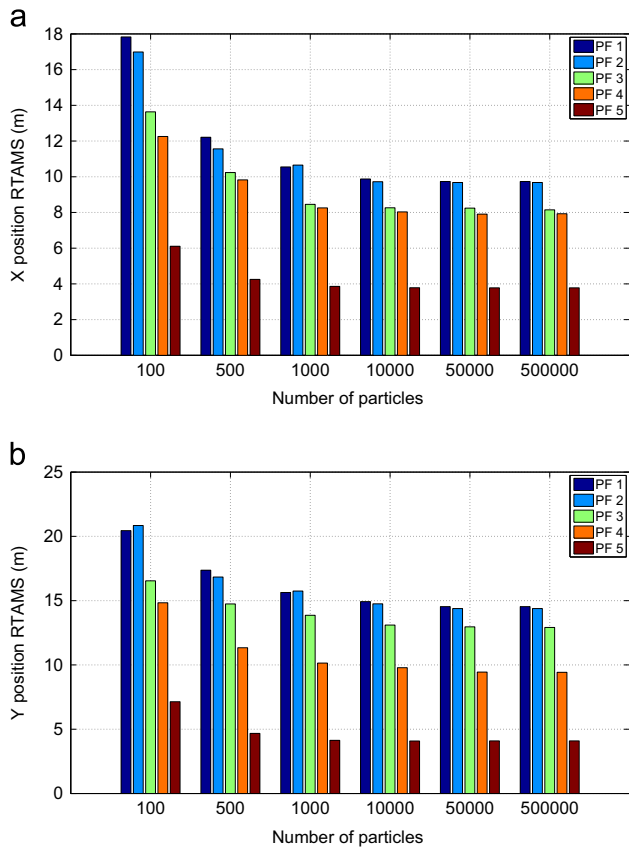 a
18
16
14
12
10
8
6
4
2
0
X position RTAMS (m)
PF 1
PF 2
PF 3
PF 4
PF 5
100 500 1000 10000 50000 500000
Number of particles
b
25
20
15
10
5
0
Y position RTAMS (m)
PF 1
PF 2
PF 3
PF 4
PF 5
100 500 1000 10000 50000 500000
Number of particles